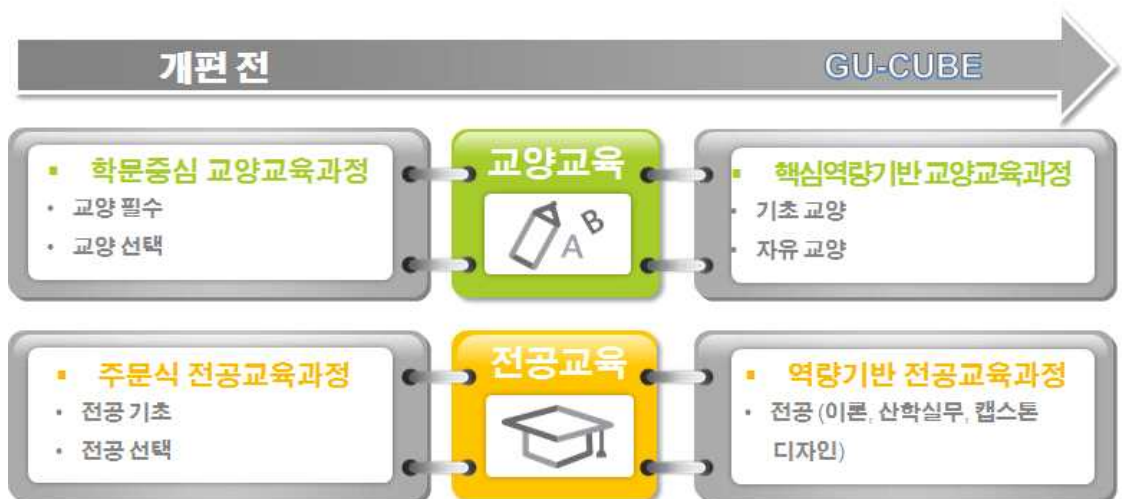 개편 전
GU-CUBE
▪ 학문중심 교양교육과정
• 교양 필수
• 교양 선택
교양교육
A B
▪ 핵심역량기반 교양교육과정
• 기초 교양
• 자유 교양
▪ 주문식 전공교육과정
• 전공 기초
• 전공 선택
전공교육
▪ 역량기반 전공교육과정
• 전공 (이론, 산학실무, 캡스톤
디자인)